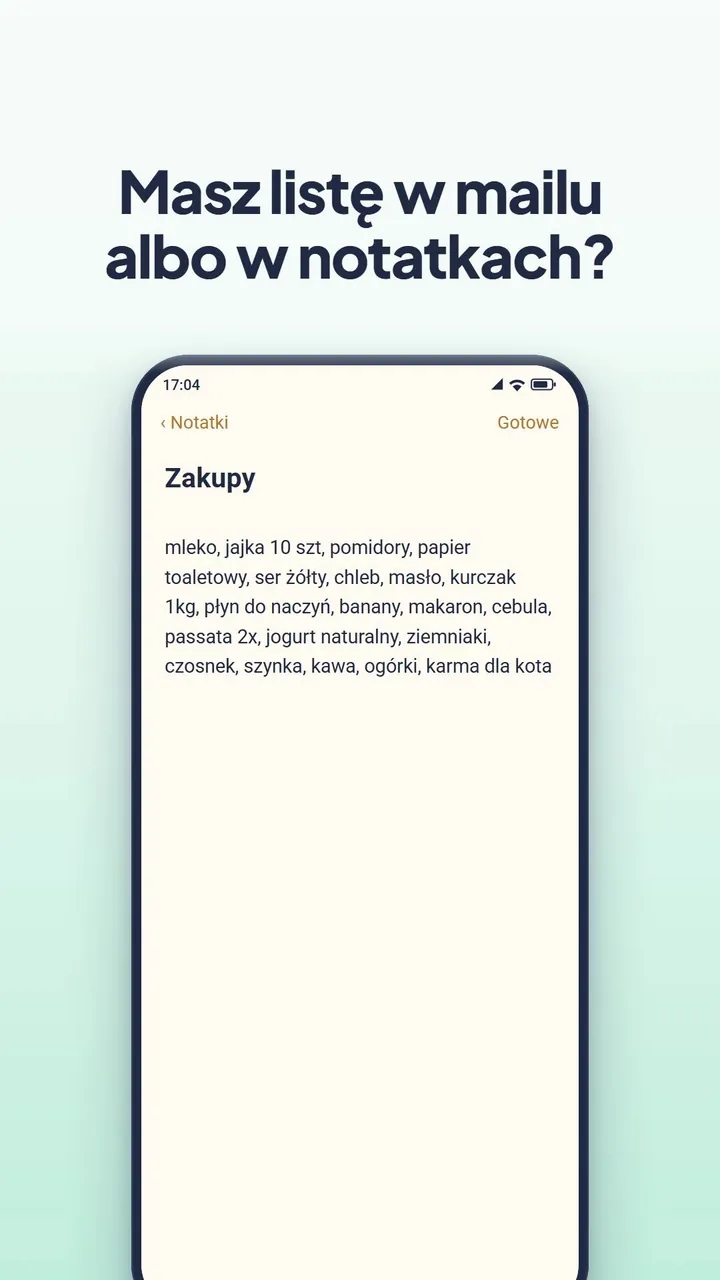 Masz listę w mailu
albo w notatkach?
17:04
‹ Notatki
Gotowe
Zakupy
mleko, jajka 10 szt, pomidory, papier
toaletowy, ser żółty, chleb, masło, kurczak
1kg, płyn do naczyń, banany, makaron, cebula,
passata 2x, jogurt naturalny, ziemniaki,
czosnek, szynka, kawa, ogórki, karma dla kota